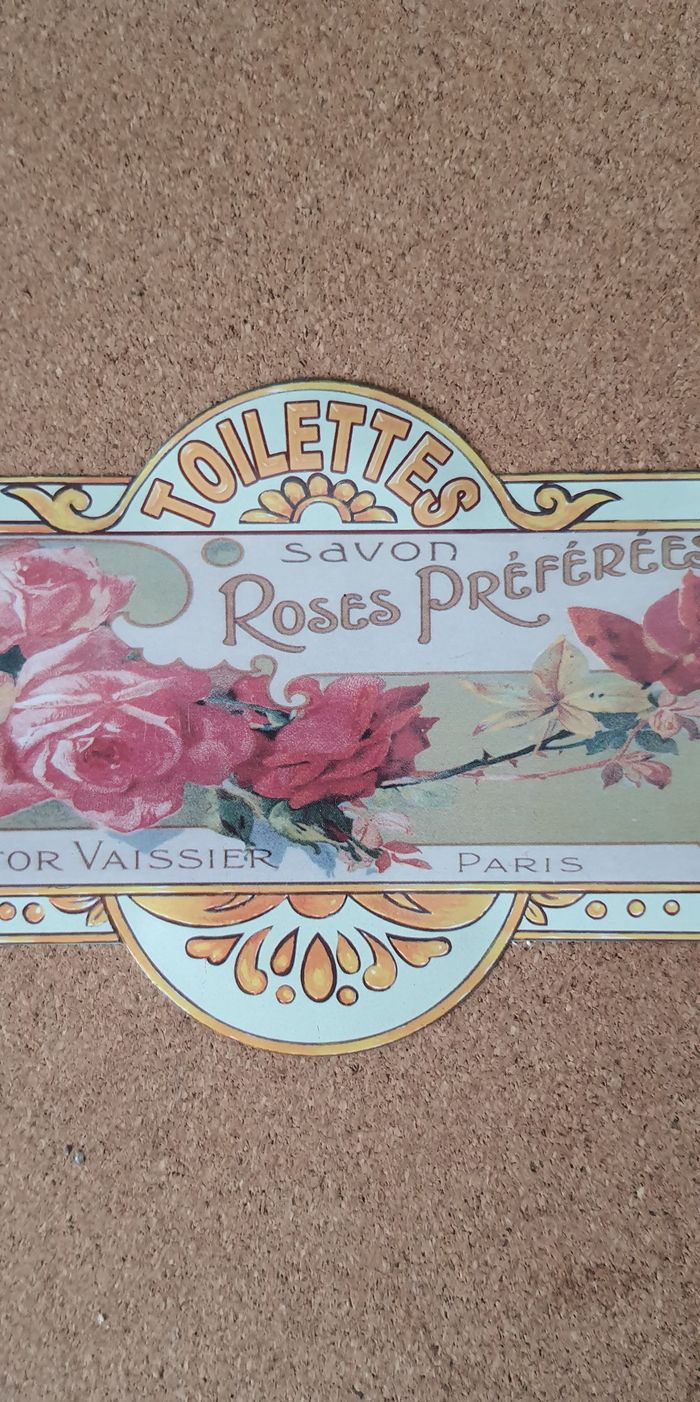 TOILETTES
savon
Roses Préférées
TOR VAISSIER PARIS